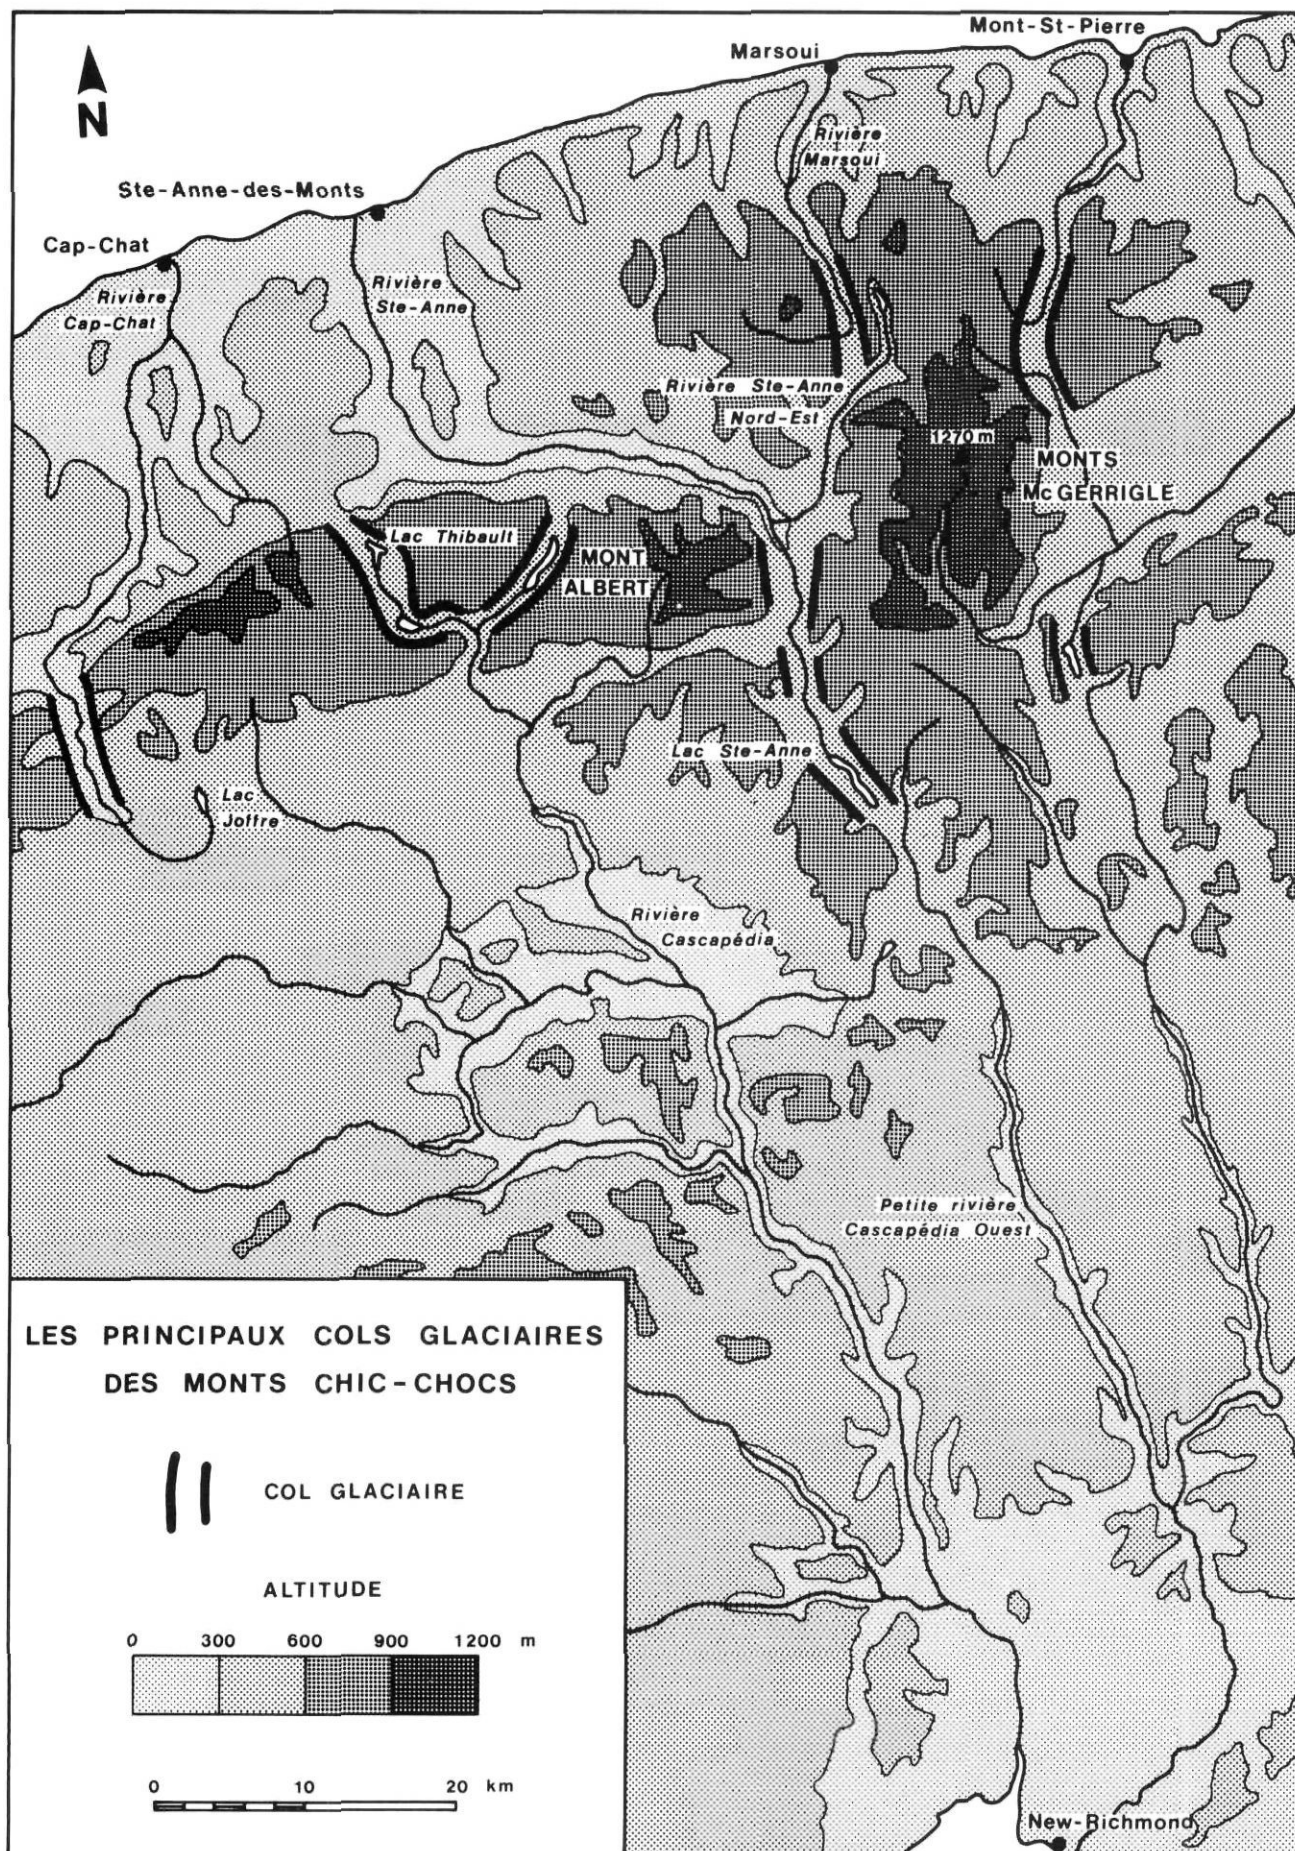 Mont-St-Pierre
Marsoui
N
Rivière
Marsoui
Ste-Anne-des-Monts
Cap-Chat
Rivière
Cap-Chat
Rivière
Ste-Anne
Rivière Ste-Anne
Nord-Est
1270 m
MONTS
Mc GERRIGLE
Lac Thibault
MONT
ALBERT
Lac Ste-Anne
Lac
Joffre
Rivière
Cascapédia
Petite rivière
Cascapédia Ouest
LES PRINCIPAUX COLS GLACIAIRES
DES MONTS CHIC-CHOCS
COL GLACIAIRE
ALTITUDE
0 300 600 900 1200 m
0 10 20 km
New-Richmond